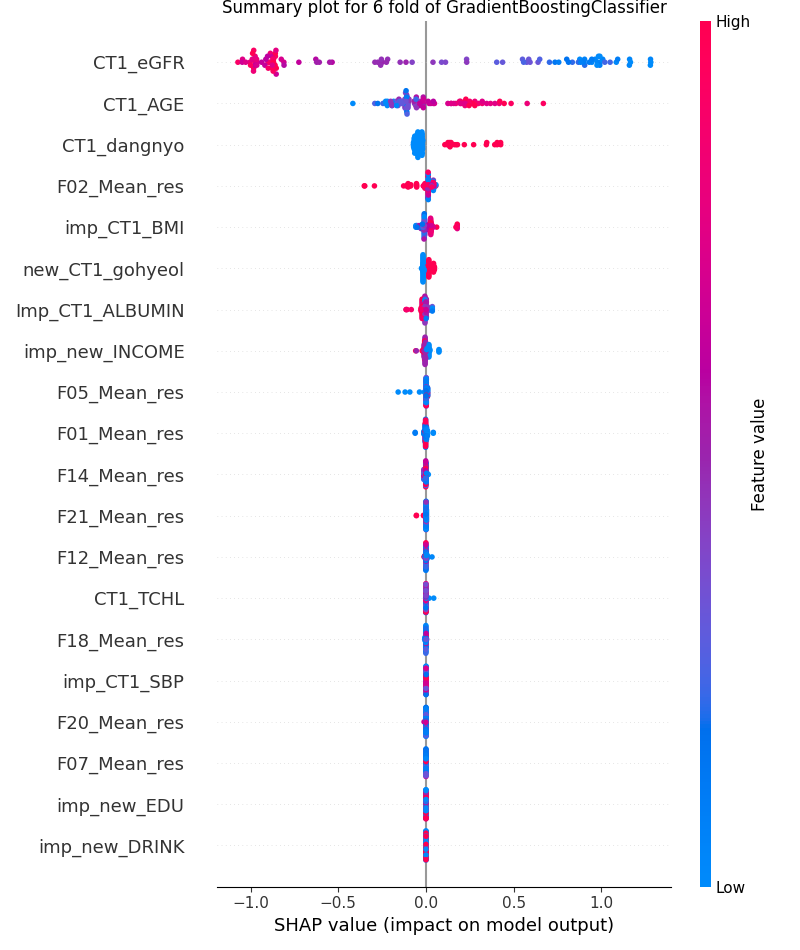 Summary plot for 6 fold of GradientBoostingClassifier
High
CT1_eGFR
CT1_AGE
CT1_dangnyo
F02_Mean_res
imp_CT1_BMI
new_CT1_gohyeol
Imp_CT1_ALBUMIN
imp_new_INCOME
F05_Mean_res
F01_Mean_res
F14_Mean_res
F21_Mean_res
F12_Mean_res
CT1_TCHL
F18_Mean_res
imp_CT1_SBP
F20_Mean_res
F07_Mean_res
imp_new_EDU
imp_new_DRINK
Feature value
Low
−1.0 −0.5 0.0 0.5 1.0
SHAP value (impact on model output)